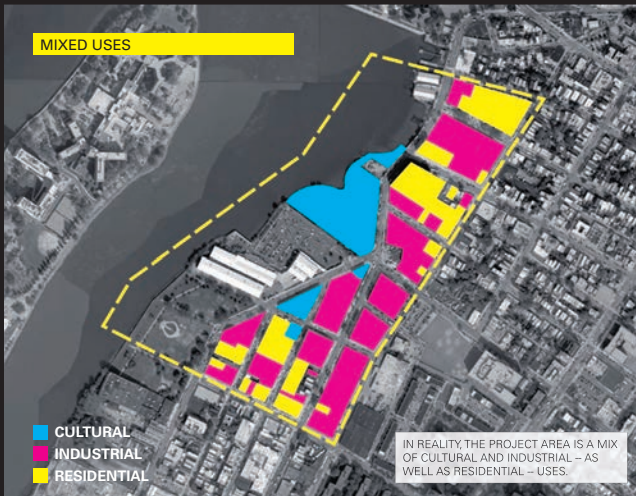 MIXED USES
CULTURAL
INDUSTRIAL
RESIDENTIAL
IN REALITY, THE PROJECT AREA IS A MIX
OF CULTURAL AND INDUSTRIAL – AS
WELL AS RESIDENTIAL – USES.